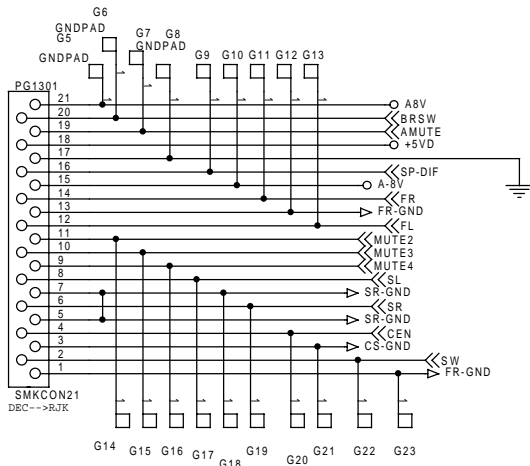 G6
GNDPAD
G5
GNDPAD
G7
GNDPAD
G8
G9
G10
G11
G12
G13
PG1301
21
A8V
20
BRSW
19
AMUTE
18
+5VD
17
16
SP-DIF
15
A-8V
14
FR
13
FR-GND
12
FL
11
MUTE2
10
MUTE3
9
MUTE4
8
SL
7
SR-GND
6
SR
5
SR-GND
4
CEN
3
CS-GND
2
SW
1
FR-GND
SMKCON21
DEC-->RJK
G14
G15
G16
G17
G18
G19
G20
G21
G22
G23